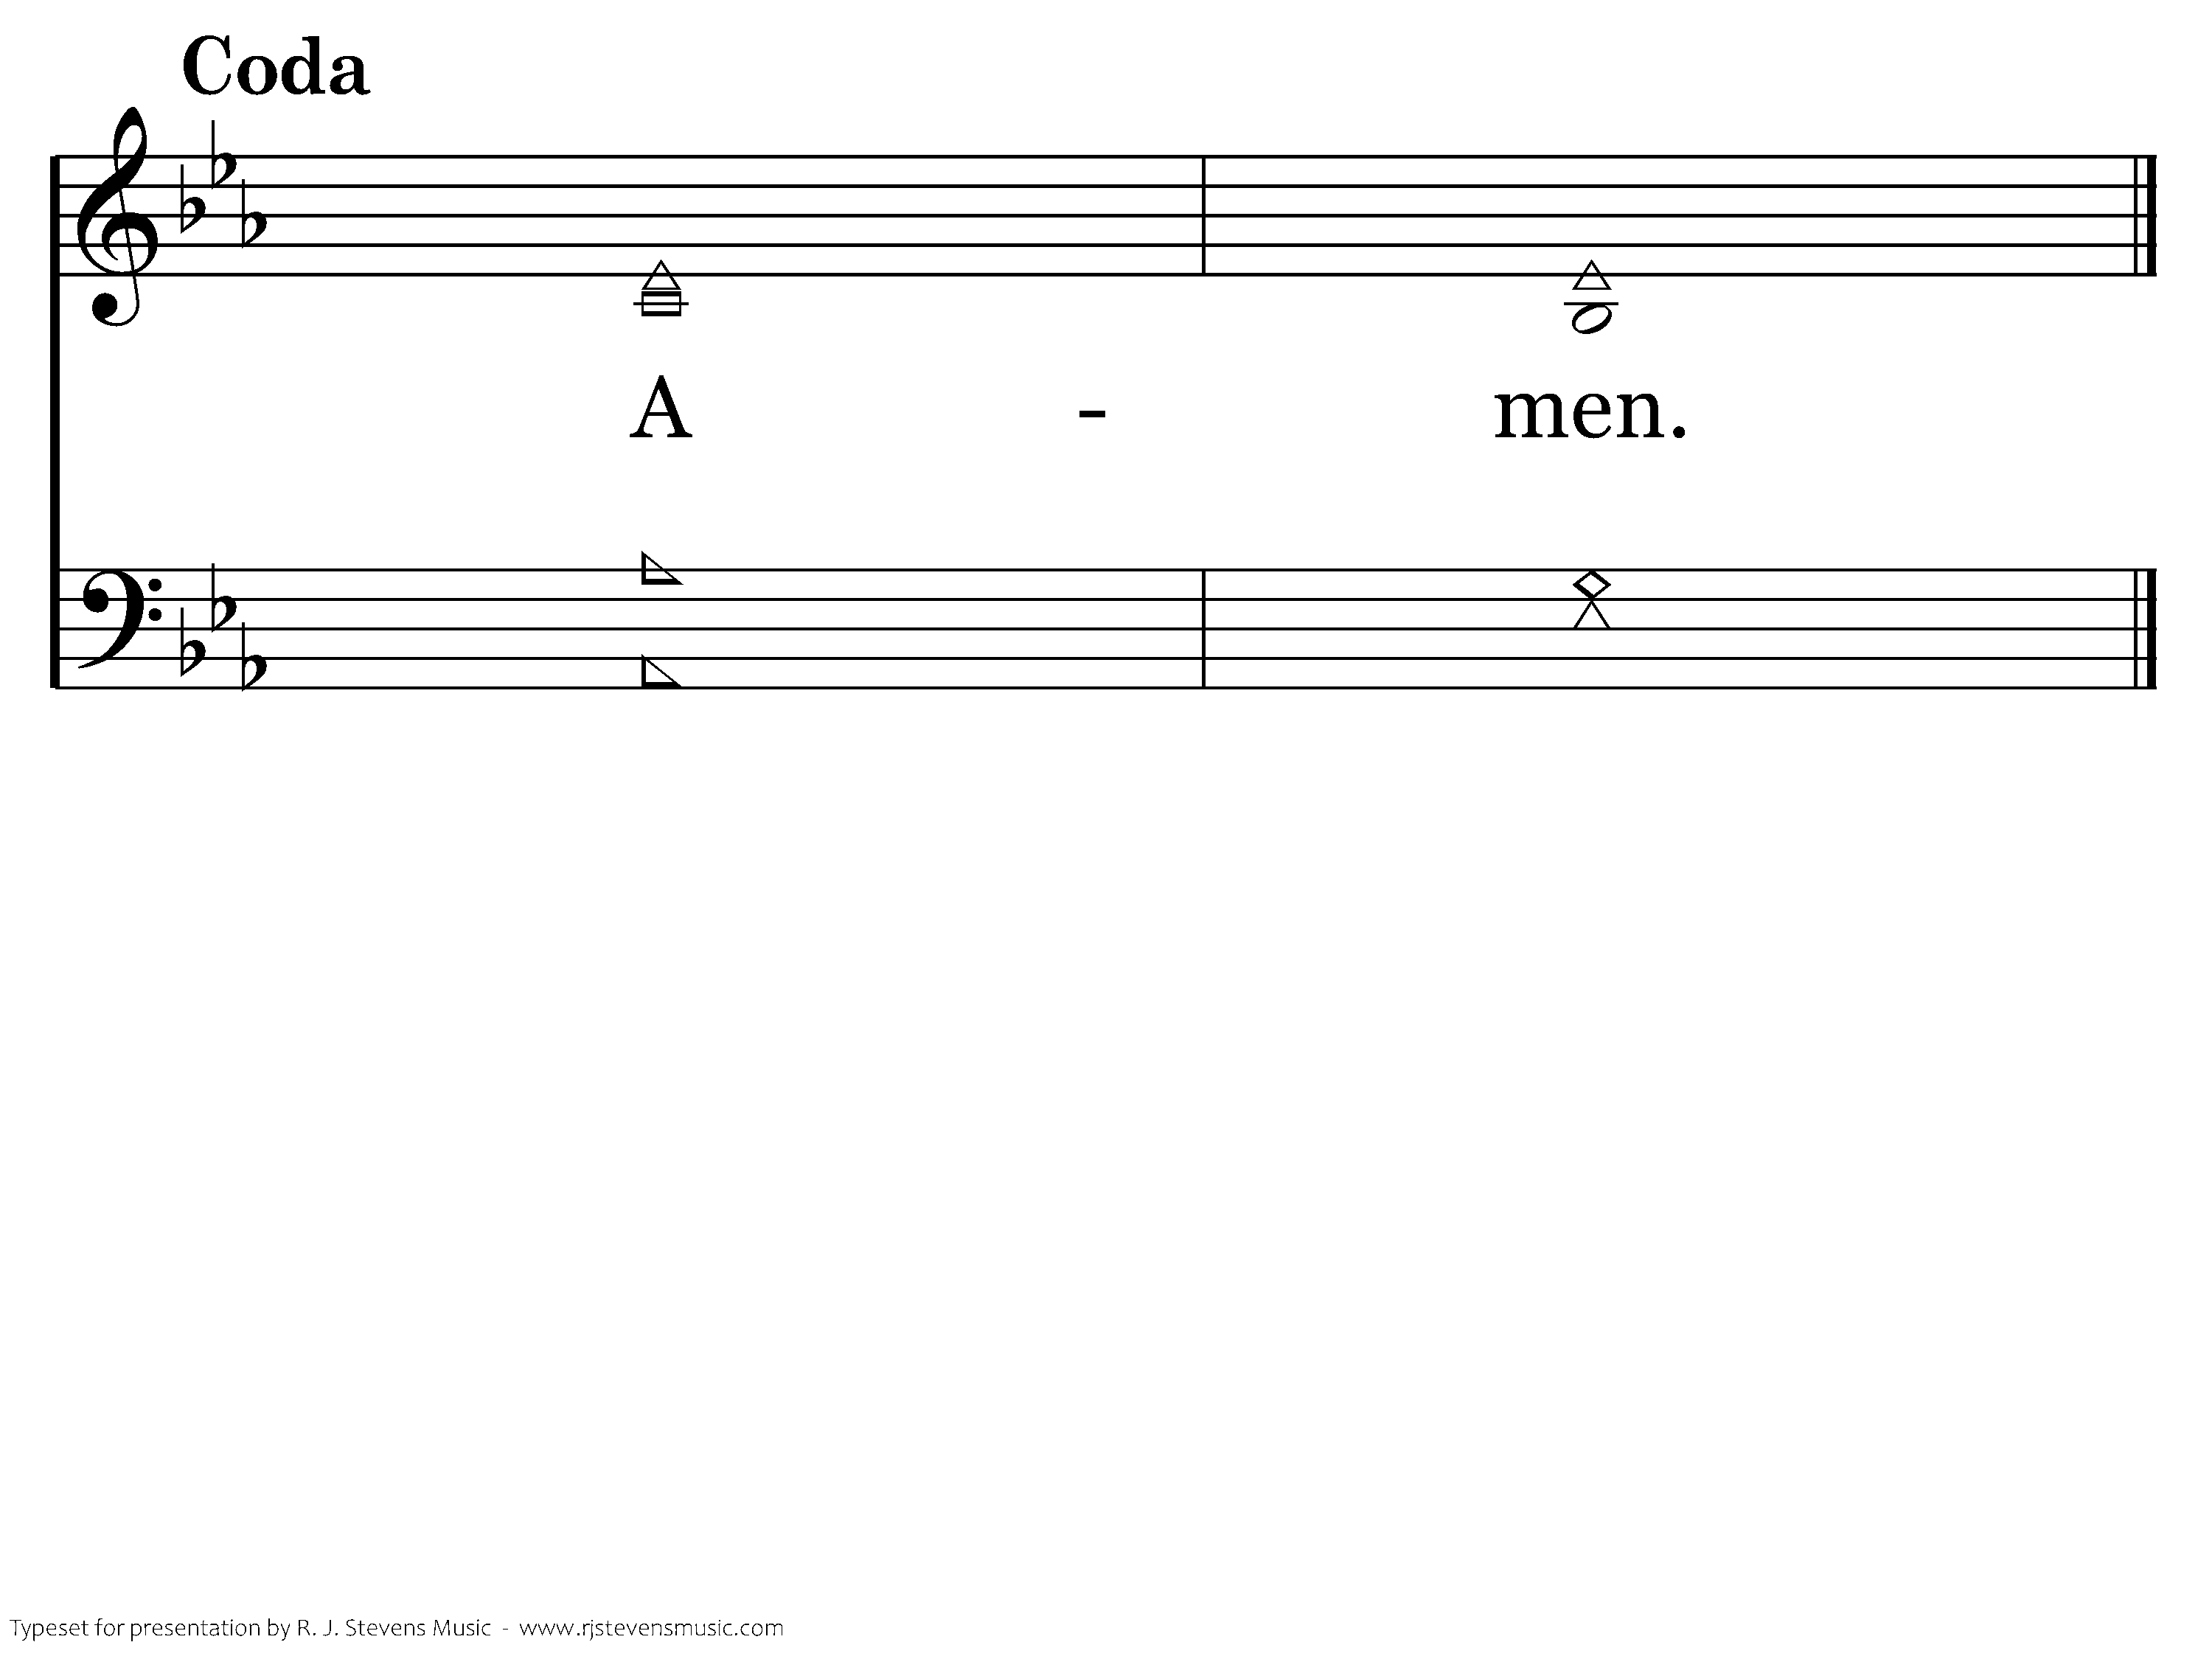 Coda
A - men.
Typeset for presentation by R. J. Stevens Music - www.rjstevensmusic.com